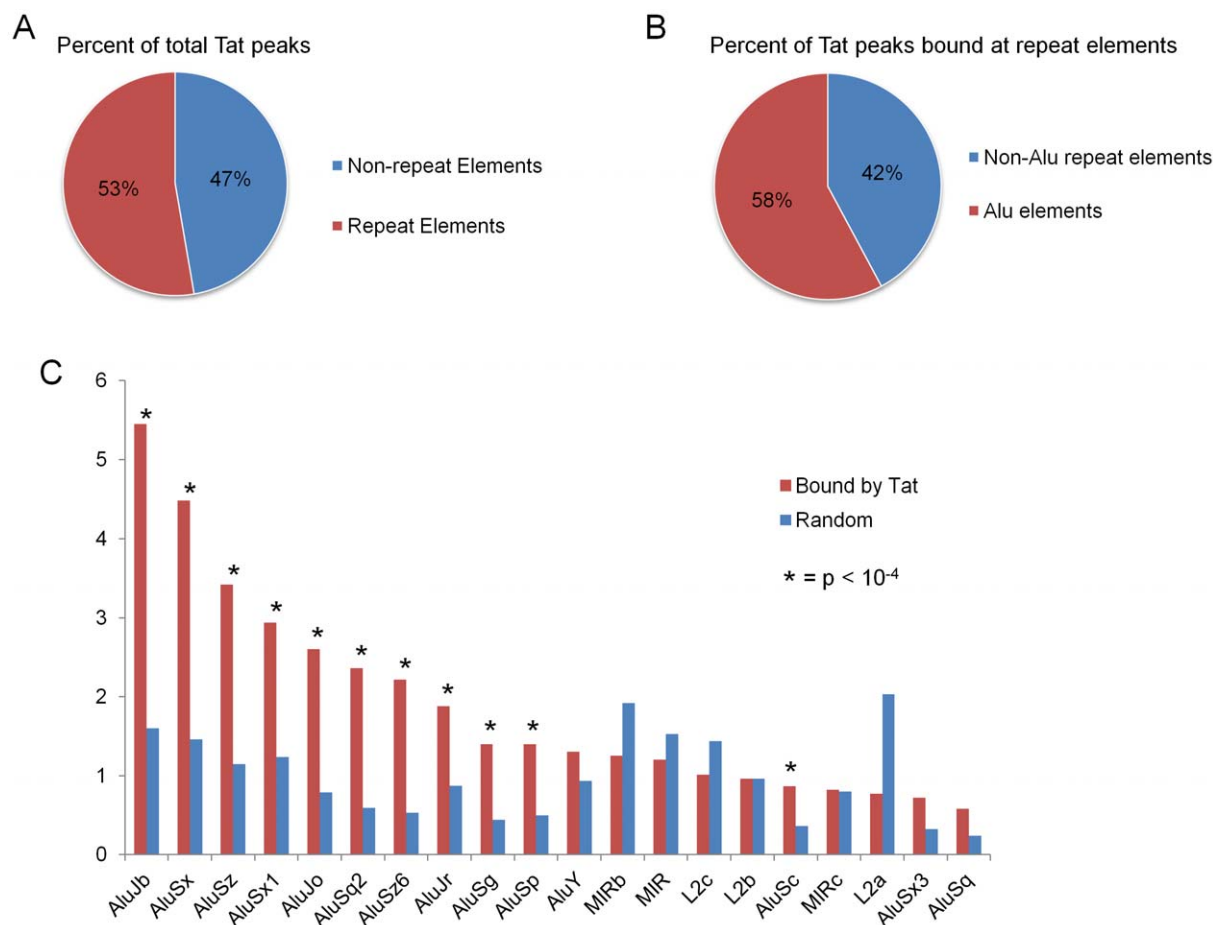 A
Percent of total Tat peaks
53%
47%
Non-repeat Elements
Repeat Elements
B
Percent of Tat peaks bound at repeat elements
58%
42%
Non-Alu repeat elements
Alu elements
C
6
5
4
3
2
1
0
* * * * * * * * * * *
Bound by Tat
Random
* = p < 10⁻⁴
AluJb AluSx AluSz AluSx1 AluJo AluSq2 AluSz6 AluJr AluSg AluSp AluY MIRb MIR L2c L2b AluSc MIRc L2a AluSx3 AluSq